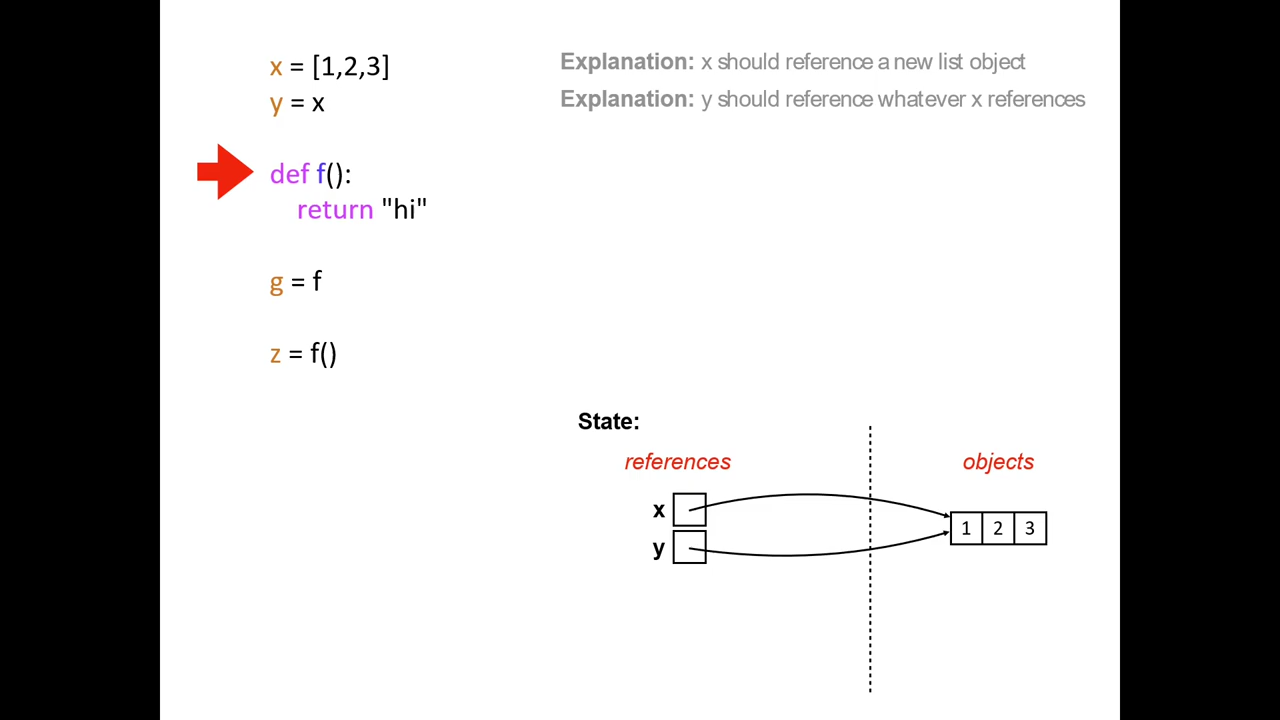 x = [1,2,3]
Explanation: x should reference a new list object
y = x
Explanation: y should reference whatever x references
def f():
return "hi"
g = f
z = f()
State:
references
objects
x
1 2 3
y